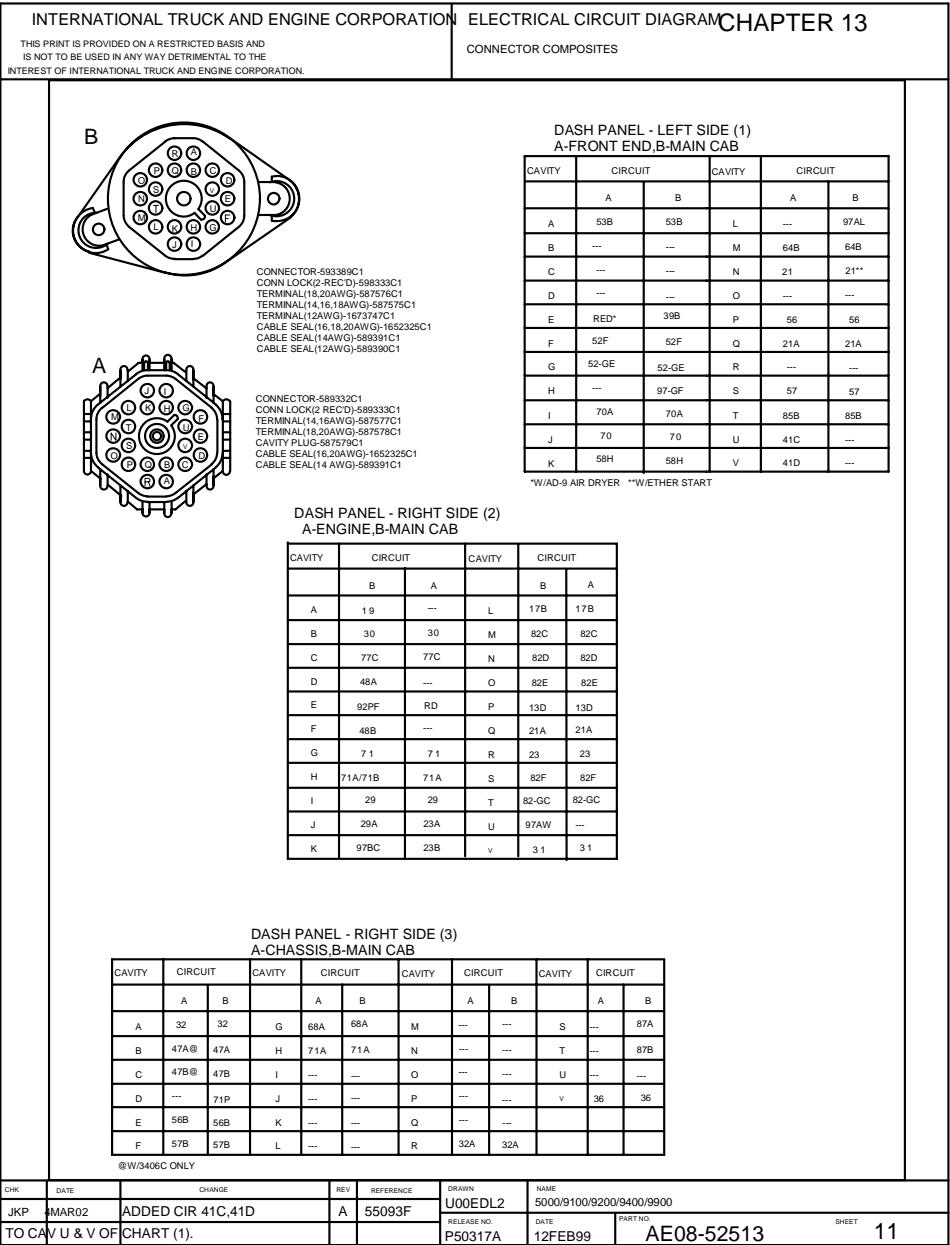 INTERNATIONAL TRUCK AND ENGINE CORPORATION
ELECTRICAL CIRCUIT DIAGRAM
CHAPTER 13
THIS PRINT IS PROVIDED ON A RESTRICTED BASIS AND
IS NOT TO BE USED IN ANY WAY DETRIMENTAL TO THE
INTEREST OF INTERNATIONAL TRUCK AND ENGINE CORPORATION.
CONNECTOR COMPOSITES
B
R A
P Q B C
O D
S V
N E
T U
M F
L K H G
J I
CONNECTOR-593389C1
CONN LOCK(2-REC'D)-598333C1
TERMINAL(18,20AWG)-587576C1
TERMINAL(14,16,18AWG)-587575C1
TERMINAL(12AWG)-1673747C1
CABLE SEAL(16,18,20AWG)-1652325C1
CABLE SEAL(14AWG)-589391C1
CABLE SEAL(12AWG)-589390C1
A
J I
L K H G
M F
T U
N E
S V
O D
P Q B C
R A
CONNECTOR-589332C1
CONN LOCK(2 REC'D)-589333C1
TERMINAL(14,16AWG)-587577C1
TERMINAL(18,20AWG)-587578C1
CAVITY PLUG-587579C1
CABLE SEAL(16,20AWG)-1652325C1
CABLE SEAL(14 AWG)-589391C1
DASH PANEL - LEFT SIDE (1)
A-FRONT END,B-MAIN CAB
CAVITY CIRCUIT CAVITY CIRCUIT
A B A B
A 53B 53B L --- 97AL
B --- --- M 64B 64B
C --- --- N 21 21**
D --- --- O --- ---
E RED* 39B P 56 56
F 52F 52F Q 21A 21A
G 52-GE 52-GE R --- ---
H --- 97-GF S 57 57
I 70A 70A T 85B 85B
J 70 70 U 41C ---
K 58H 58H V 41D ---
*W/AD-9 AIR DRYER **W/ETHER START
DASH PANEL - RIGHT SIDE (2)
A-ENGINE,B-MAIN CAB
CAVITY CIRCUIT CAVITY CIRCUIT
B A B A
A 19 --- L 17B 17B
B 30 30 M 82C 82C
C 77C 77C N 82D 82D
D 48A --- O 82E 82E
E 92PF RD P 13D 13D
F 48B --- Q 21A 21A
G 71 71 R 23 23
H 71A/71B 71A S 82F 82F
I 29 29 T 82-GC 82-GC
J 29A 23A U 97AW ---
K 97BC 23B V 31 31
DASH PANEL - RIGHT SIDE (3)
A-CHASSIS,B-MAIN CAB
CAVITY CIRCUIT CAVITY CIRCUIT CAVITY CIRCUIT CAVITY CIRCUIT
A B A B A B A B
A 32 32 G 68A 68A M --- --- S --- 87A
B 47A@ 47A H 71A 71A N --- --- T --- 87B
C 47B@ 47B I --- --- O --- --- U --- ---
D --- 71P J --- --- P --- --- V 36 36
E 56B 56B K --- --- Q --- ---
F 57B 57B L --- --- R 32A 32A
@W/3406C ONLY
CHK DATE CHANGE REV REFERENCE DRAWN NAME
JKP 4MAR02 ADDED CIR 41C,41D A 55093F U00EDL2 5000/9100/9200/9400/9900
TO CAV U & V OF CHART (1).
RELEASE NO. DATE PART NO. SHEET
P50317A 12FEB99 AE08-52513 11